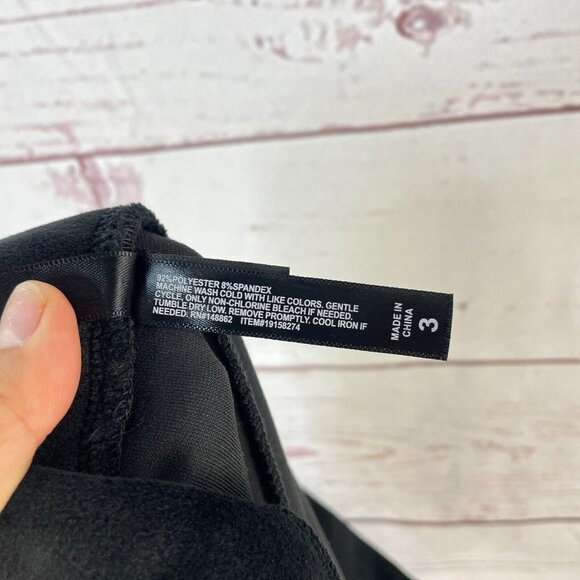 92%POLYESTER 8%SPANDEX
MACHINE WASH COLD WITH LIKE COLORS. GENTLE
CYCLE. ONLY NON-CHLORINE BLEACH IF NEEDED.
TUMBLE DRY LOW. REMOVE PROMPTLY. COOL IRON IF
NEEDED. RN#148862 ITEM#19158274
MADE IN
CHINA
3